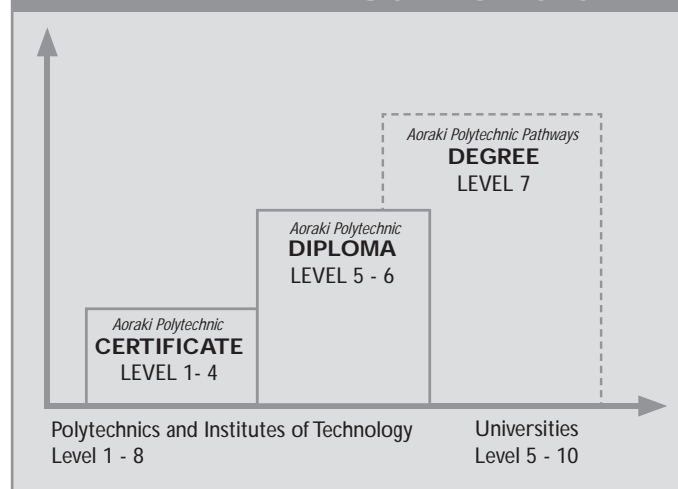 Aoraki Polytechnic Pathways
DEGREE
LEVEL 7
Aoraki Polytechnic
DIPLOMA
LEVEL 5 - 6
Aoraki Polytechnic
CERTIFICATE
LEVEL 1- 4
Polytechnics and Institutes of Technology
Level 1 - 8
Universities
Level 5 - 10